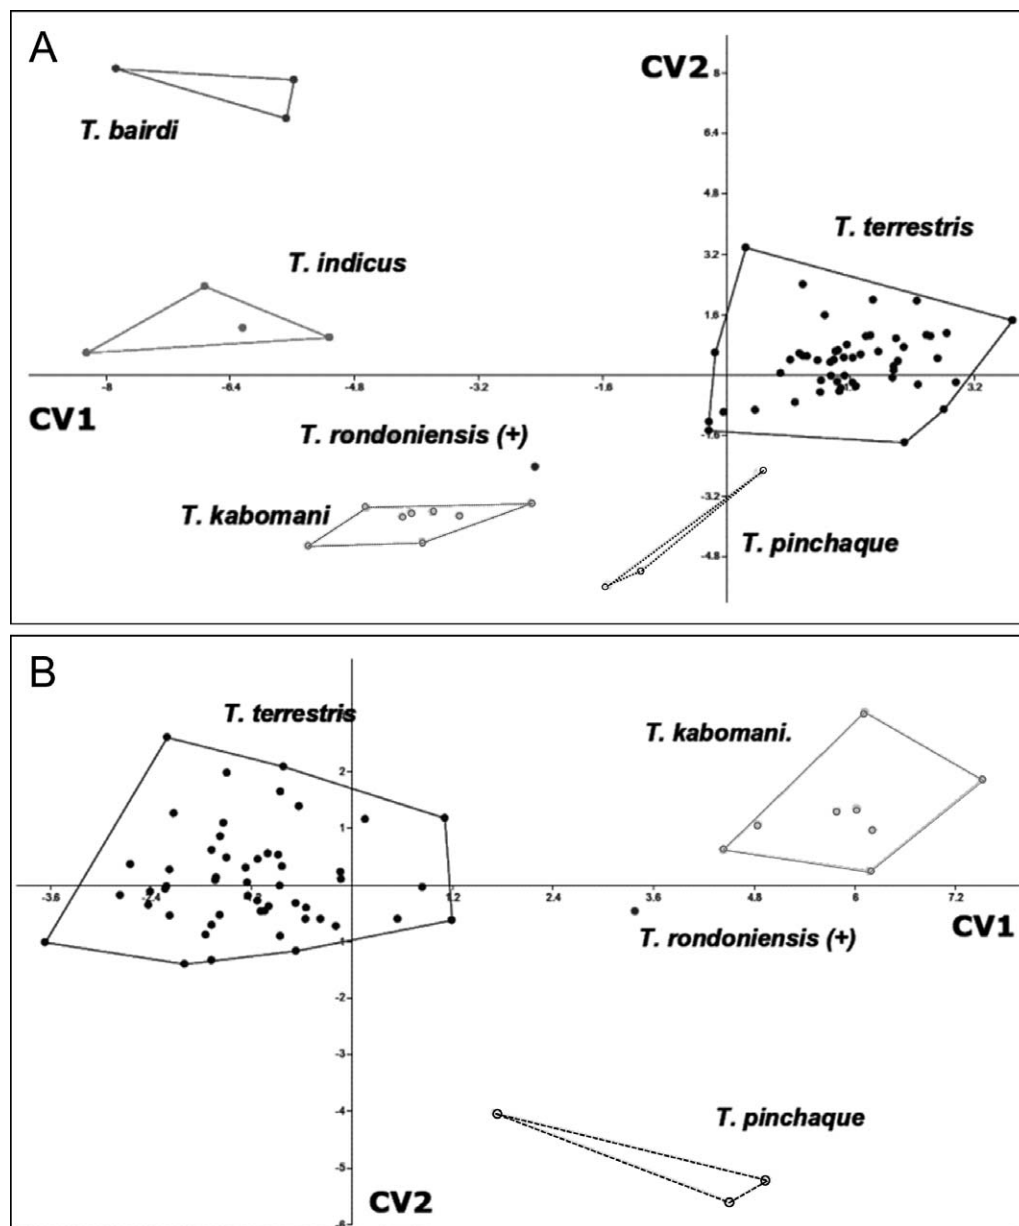 A
CV2
8
T. bairdi
6.4
4.8
T. terrestris
3.2
T. indicus
1.6
-8
-6.4
-4.8
-3.2
-1.6
3.2
CV1
T. rondoniensis (+)
-1.6
-3.2
T. kabomani
T. pinchaque
-4.8
B
T. terrestris
T. kabomani.
2
1
-3.6
-2.4
1.2
2.4
3.6
4.8
6
7.2
T. rondoniensis (+)
CV1
-1
-2
-3
-4
T. pinchaque
-5
CV2
-6